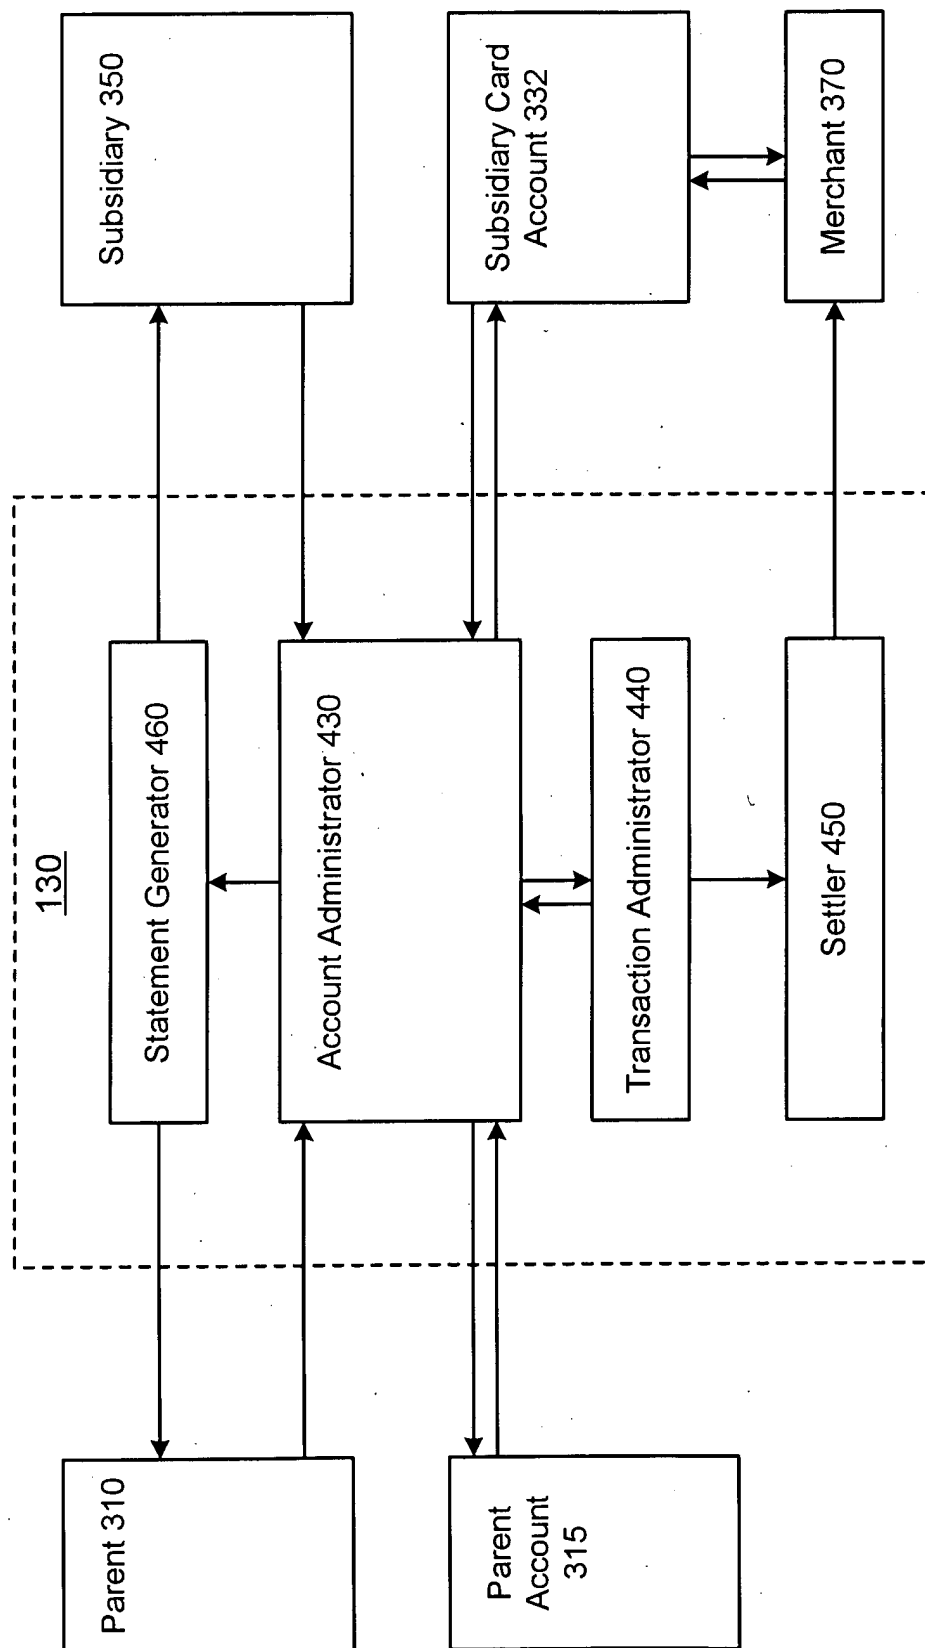 130
Parent 310
Statement Generator 460
Subsidiary 350
Account Administrator 430
Parent
Account
315
Subsidiary Card
Account 332
Transaction Administrator 440
Settler 450
Merchant 370